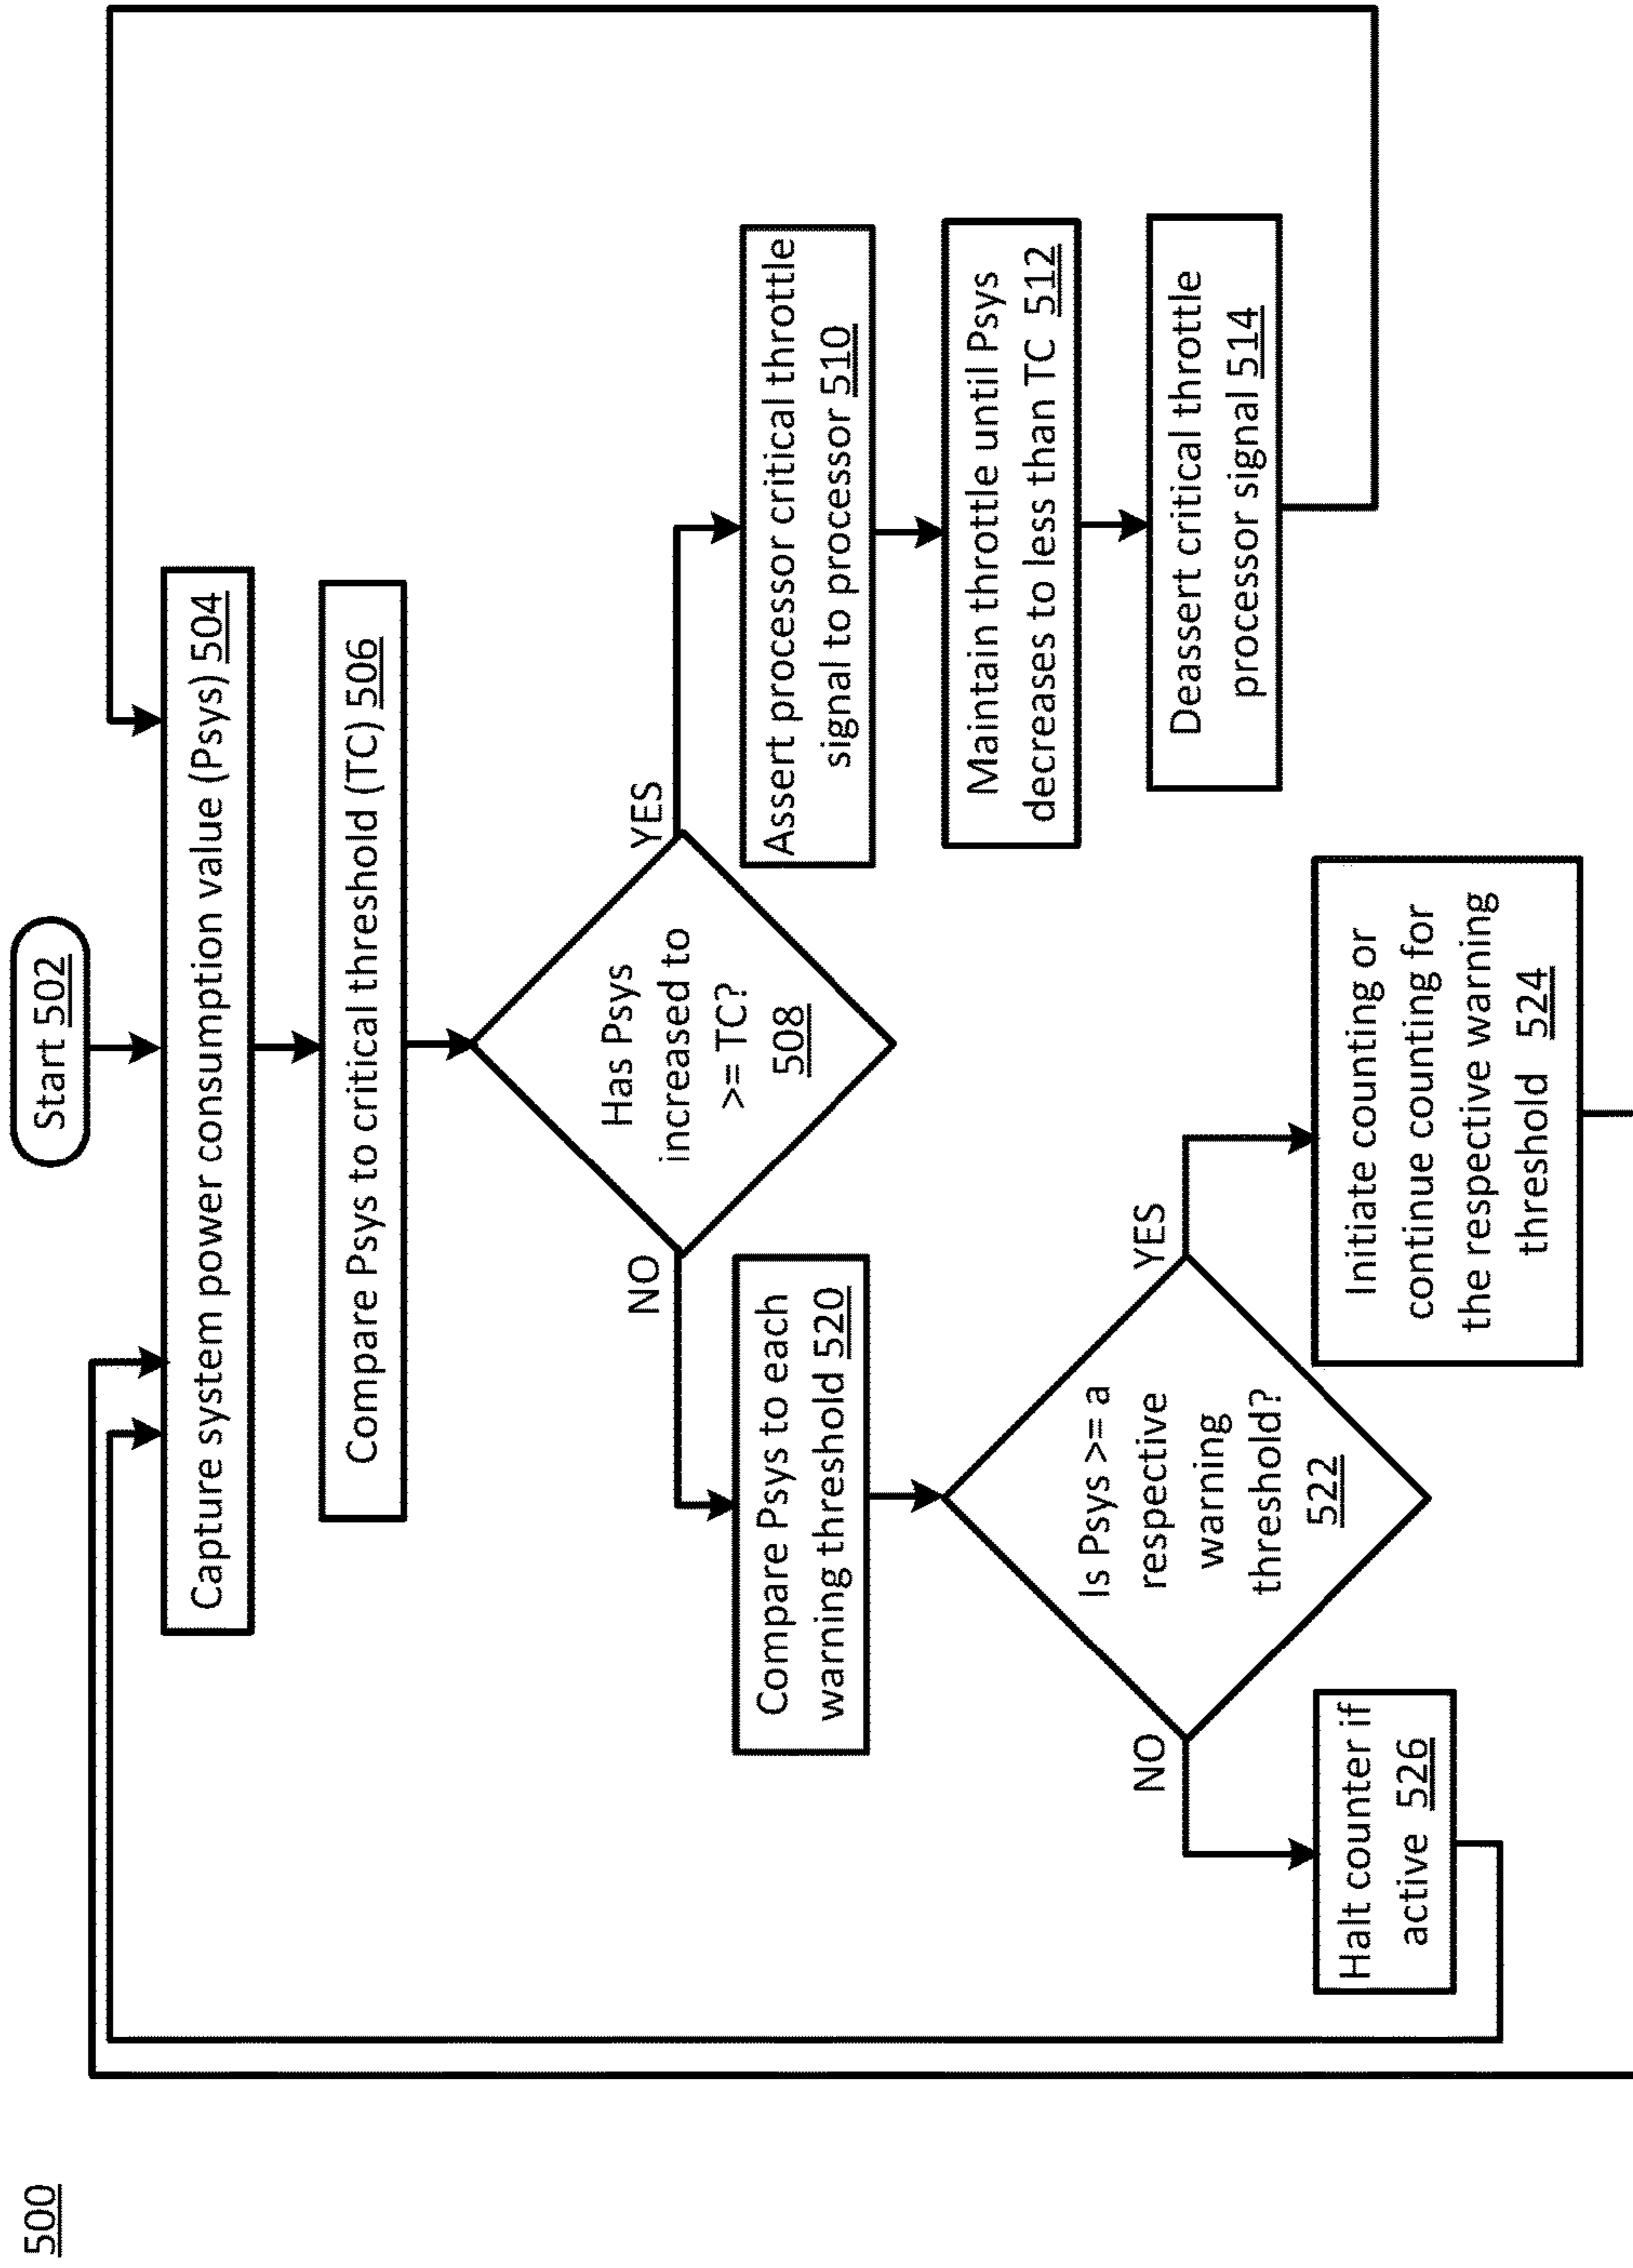 500
Start 502
Capture system power consumption value (Psys) 504
Compare Psys to critical threshold (TC) 506
Has Psys
increased to
>= TC?
508
YES
NO
Assert processor critical throttle
signal to processor 510
Maintain throttle until Psys
decreases to less than TC 512
Deassert critical throttle
processor signal 514
Compare Psys to each
warning threshold 520
Is Psys >= a
respective
warning
threshold?
522
YES
NO
Initiate counting or
continue counting for
the respective warning
threshold 524
Halt counter if
active 526